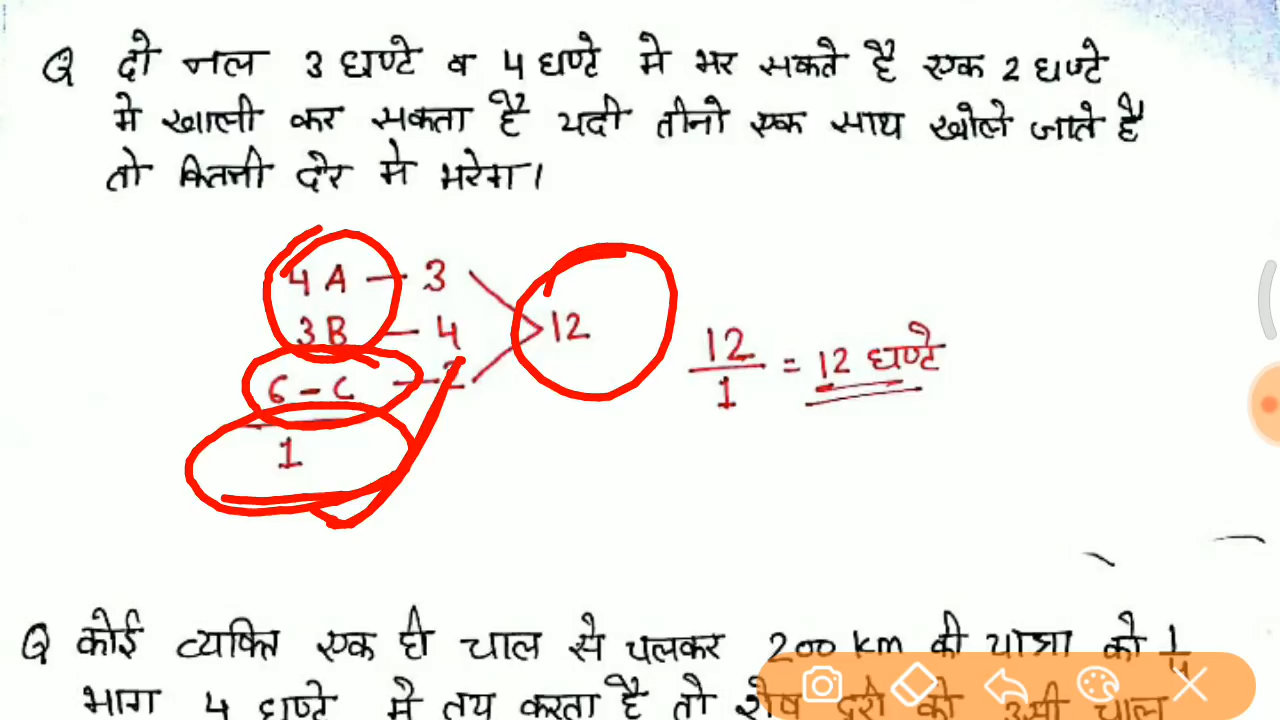 Q दो नल 3 घण्टे व 4 घण्टे मे भर सकते है एक 2 घण्टे
मे खाली कर सकता है यदी तीनो एक साथ खोले जाते है
तो कितनी देर मे भरेगा।
4 A — 3
3 B — 4
6 - C — 2
1
12
12/1 = 12 घण्टे
Q कोई व्यक्ति एक ही चाल से चलकर 200 km की यात्रा को 1/4
भाग 4 घण्टे मे तय करता है तो शेष दूरी को उसी चाल